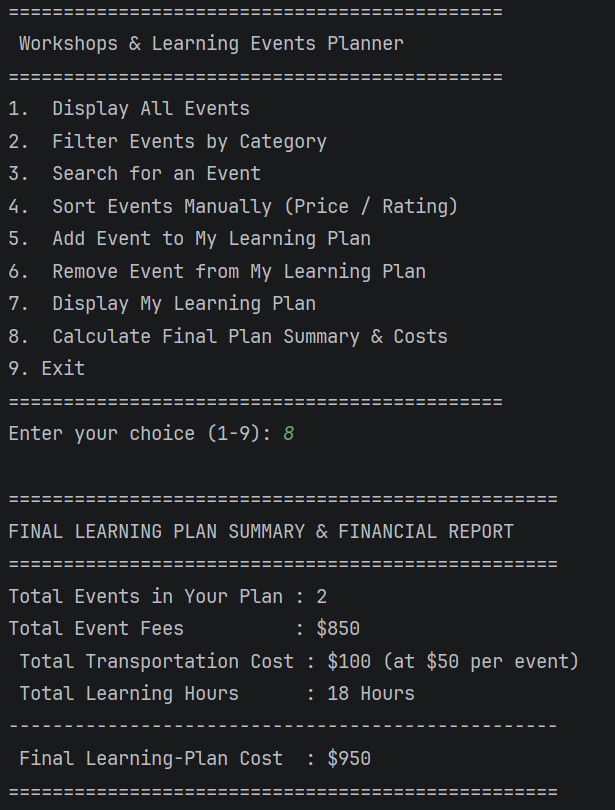 =============================================
 Workshops & Learning Events Planner
=============================================
1.  Display All Events
2.  Filter Events by Category
3.  Search for an Event
4.  Sort Events Manually (Price / Rating)
5.  Add Event to My Learning Plan
6.  Remove Event from My Learning Plan
7.  Display My Learning Plan
8.  Calculate Final Plan Summary & Costs
9. Exit
=============================================
Enter your choice (1-9): 8
==================================================
FINAL LEARNING PLAN SUMMARY & FINANCIAL REPORT
==================================================
Total Events in Your Plan : 2
Total Event Fees          : $850
 Total Transportation Cost : $100 (at $50 per event)
 Total Learning Hours      : 18 Hours
--------------------------------------------------
 Final Learning-Plan Cost  : $950
==================================================